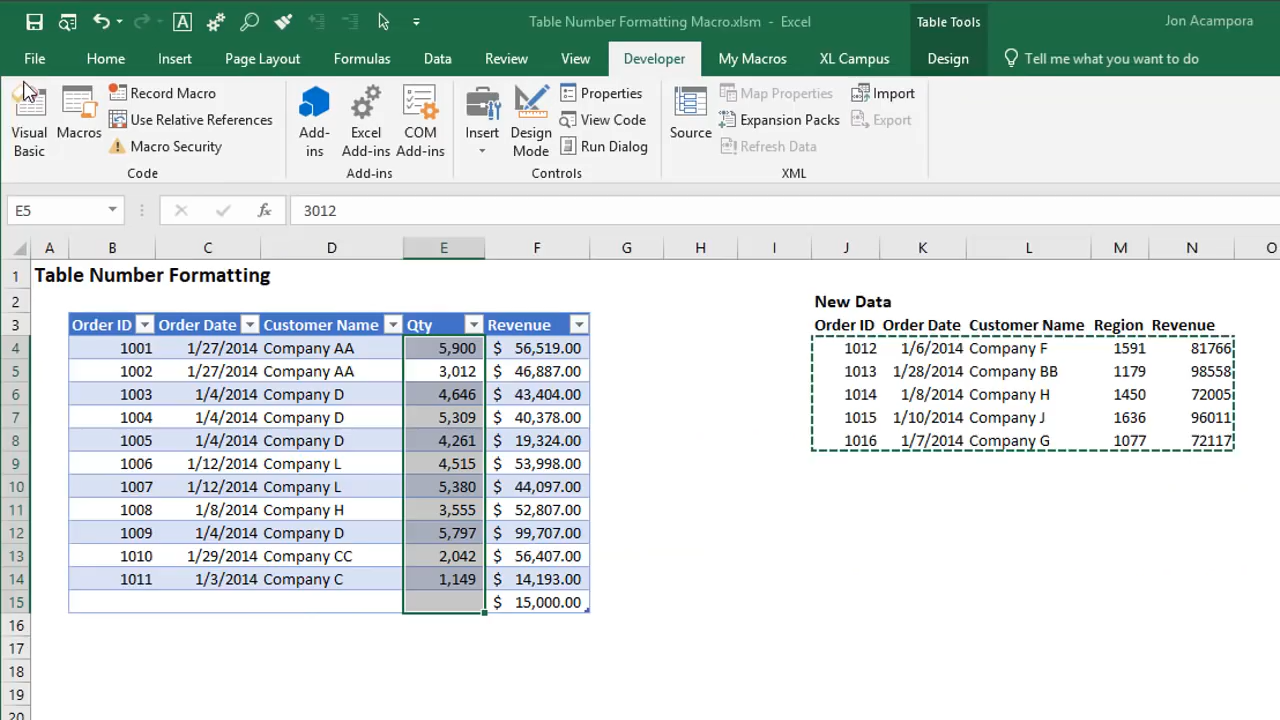 Table Number Formatting Macro.xlsm - Excel
Table Tools
Jon Acampora
File Home Insert Page Layout Formulas Data Review View Developer My Macros XL Campus Design Tell me what you want to do
Visual Basic
Macros
Record Macro
Use Relative References
Macro Security
Code
Add-ins
Excel Add-ins
COM Add-ins
Add-ins
Insert
Design Mode
Properties
View Code
Run Dialog
Controls
Source
Map Properties
Expansion Packs
Refresh Data
Import
Export
XML
E5 fx 3012
A B C D E F G H I J K L M N O
1 Table Number Formatting
2 New Data
3 Order ID Order Date Customer Name Qty Revenue Order ID Order Date Customer Name Region Revenue
4 1001 1/27/2014 Company AA 5,900 $ 56,519.00 1012 1/6/2014 Company F 1591 81766
5 1002 1/27/2014 Company AA 3,012 $ 46,887.00 1013 1/28/2014 Company BB 1179 98558
6 1003 1/4/2014 Company D 4,646 $ 43,404.00 1014 1/8/2014 Company H 1450 72005
7 1004 1/4/2014 Company D 5,309 $ 40,378.00 1015 1/10/2014 Company J 1636 96011
8 1005 1/4/2014 Company D 4,261 $ 19,324.00 1016 1/7/2014 Company G 1077 72117
9 1006 1/12/2014 Company L 4,515 $ 53,998.00
10 1007 1/12/2014 Company L 5,380 $ 44,097.00
11 1008 1/8/2014 Company H 3,555 $ 52,807.00
12 1009 1/4/2014 Company D 5,797 $ 99,707.00
13 1010 1/29/2014 Company CC 2,042 $ 56,407.00
14 1011 1/3/2014 Company C 1,149 $ 14,193.00
15 $ 15,000.00
16
17
18
19
20